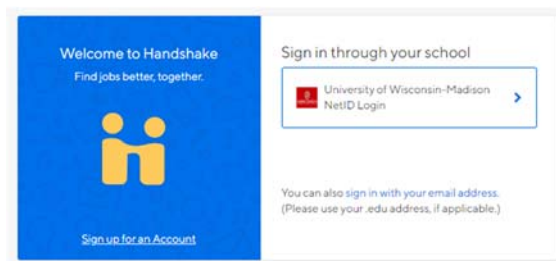 Welcome to Handshake
Find jobs better, together.
Sign up for an Account
Sign in through your school
University of Wisconsin-Madison
NetID Login
You can also sign in with your email address.
(Please use your .edu address, if applicable.)